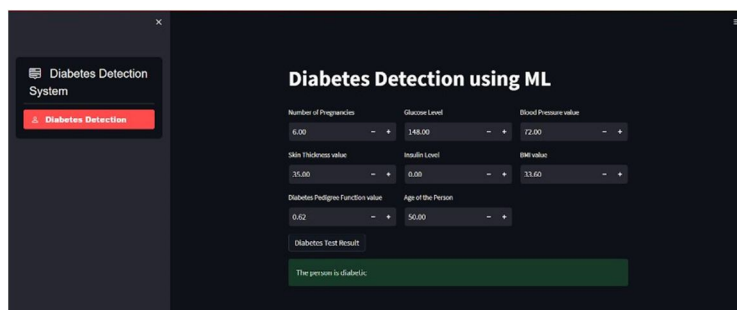 Diabetes Detection
System
Diabetes Detection
Diabetes Detection using ML
Number of Pregnancies
Glucose Level
Blood Pressure value
6.00 - +
148.00 - +
72.00 - +
Skin Thickness value
Insulin Level
BMI value
35.00 - +
0.00 - +
33.60 - +
Diabetes Pedigree Function value
Age of the Person
0.62 - +
50.00 - +
Diabetes Test Result
The person is diabetic